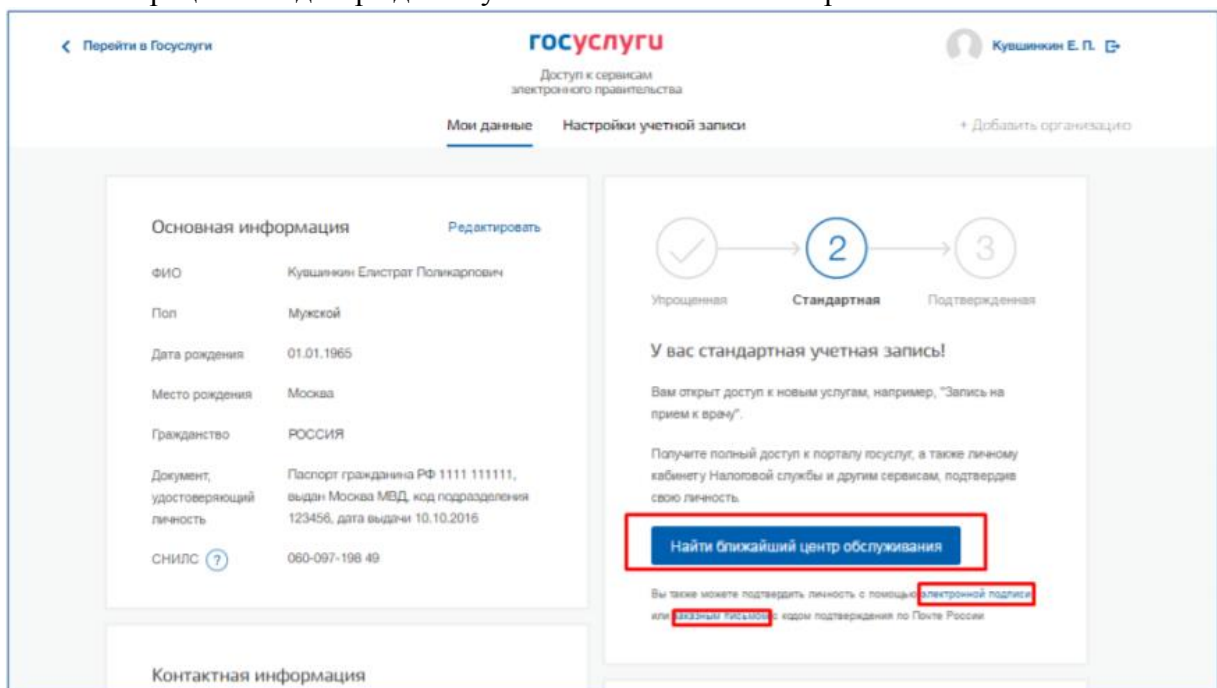 Перейти в Госуслуги
госуслуги
Кувшинкин Е. П.
Доступ к сервисам
электронного правительства
Мои данные
Настройки учетной записи
+ Добавить организацию
Основная информация
Редактировать
ФИО
Кувшинкин Елистрат Поликарпович
Пол
Мужской
Дата рождения
01.01.1965
Место рождения
Москва
Гражданство
РОССИЯ
Документ,
удостоверяющий
личность
Паспорт гражданина РФ 1111 111111,
выдан Москва МВД, код подразделения
123456, дата выдачи 10.10.2016
СНИЛС ?
060-097-198 49
Контактная информация
2
3
Упрощенная
Стандартная
Подтвержденная
У вас стандартная учетная запись!
Вам открыт доступ к новым услугам, например, "Запись на
прием к врачу".
Получите полный доступ к порталу госуслуг, а также личному
кабинету Налоговой службы и другим сервисам, подтвердив
свою личность.
Найти ближайший центр обслуживания
Вы также можете подтвердить личность с помощью электронной подписи
или заказным письмом с кодом подтверждения по Почте России